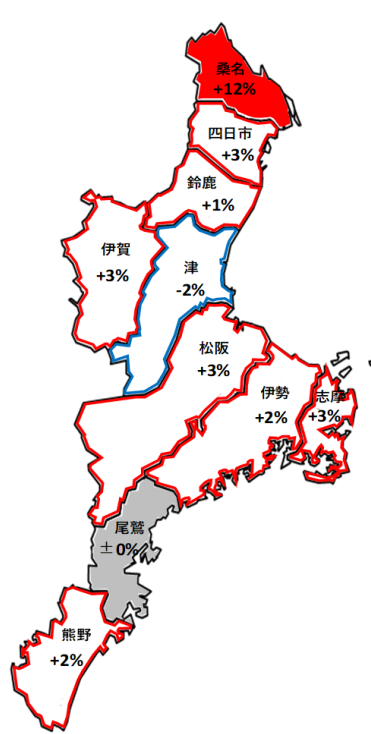 桑名
+12%
四日市
+3%
鈴鹿
+1%
伊賀
+3%
津
-2%
松阪
+3%
伊勢
+2%
志摩
+3%
尾鷲
±0%
熊野
+2%